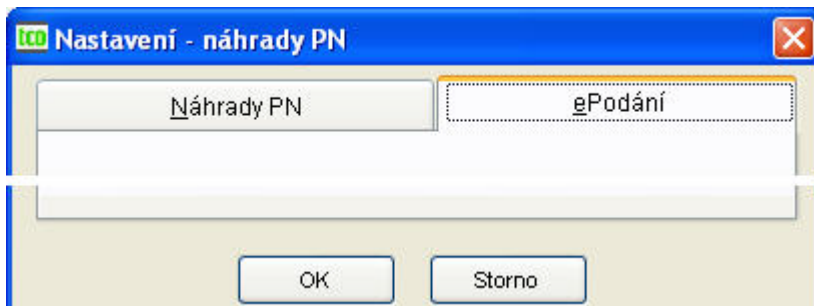 tco Nastavení - náhrady PN
Náhrady PN ePodání
OK Storno